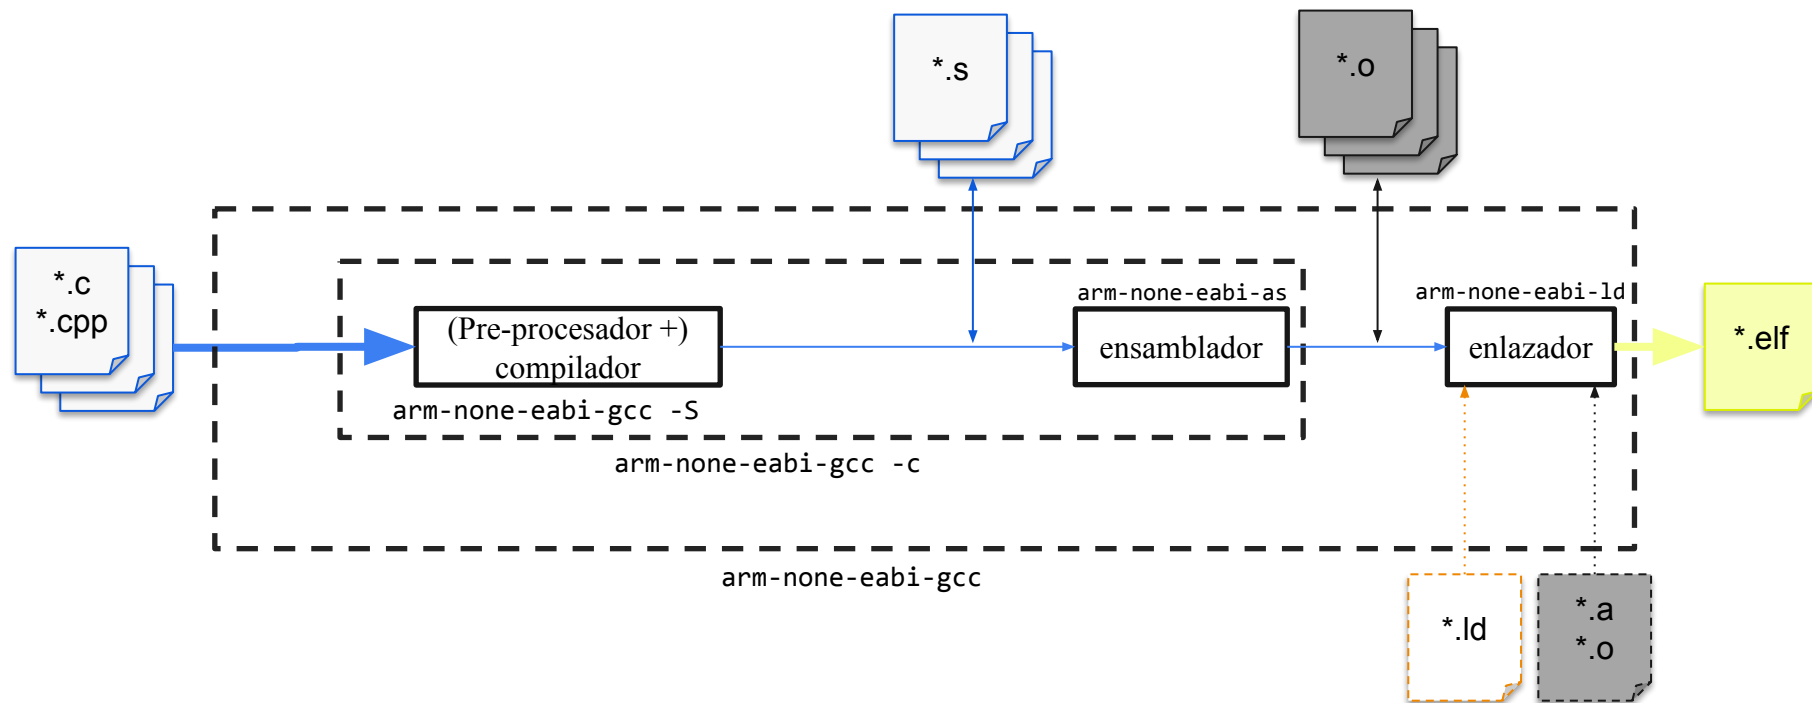 *.s
*.o
*.c
*.cpp
(Pre-procesador +)
compilador
arm-none-eabi-gcc -S
arm-none-eabi-as
ensamblador
arm-none-eabi-ld
enlazador
*.elf
arm-none-eabi-gcc -c
arm-none-eabi-gcc
*.ld
*.a
*.o